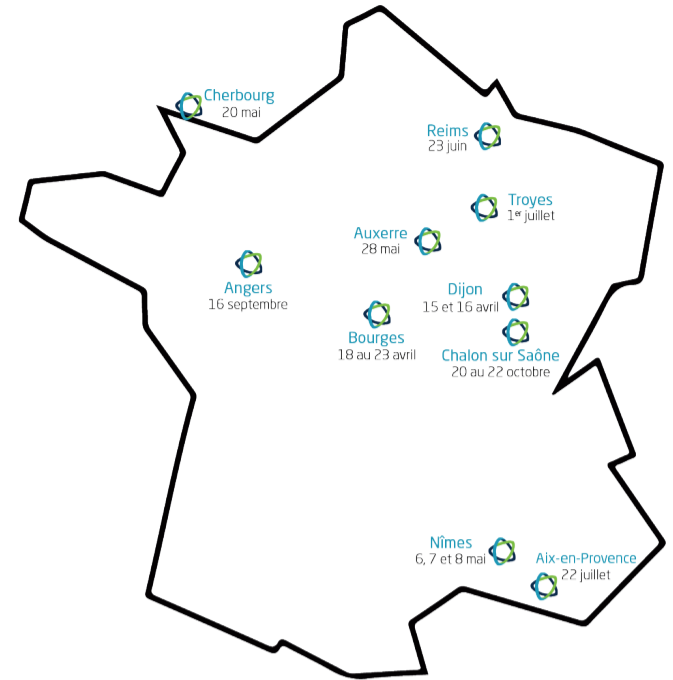 Cherbourg
20 mai
Reims
23 juin
Troyes
1er juillet
Auxerre
28 mai
Angers
16 septembre
Dijon
15 et 16 avril
Bourges
18 au 23 avril
Chalon sur Saône
20 au 22 octobre
Nîmes
6, 7 et 8 mai
Aix-en-Provence
22 juillet